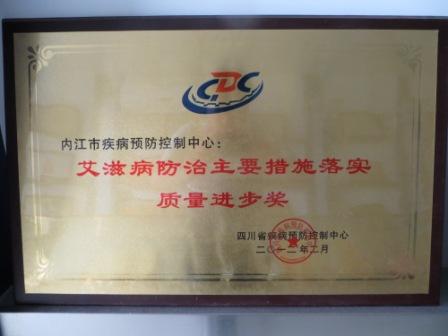 CDC
内江市疾病预防控制中心：
艾滋病防治主要措施落实
质量进步奖
四川省疾病预防控制中心
二〇一二年二月